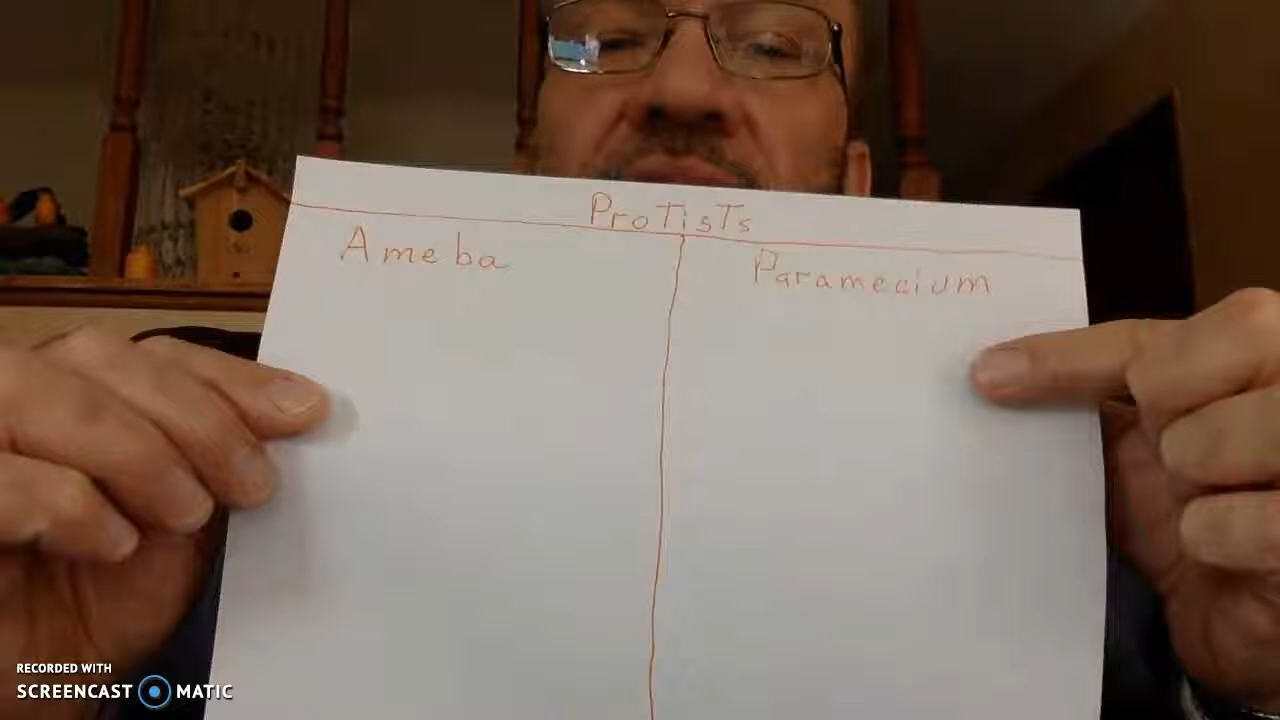 ProTisTs
Ameba
Paramecium
RECORDED WITH
SCREENCAST MATIC